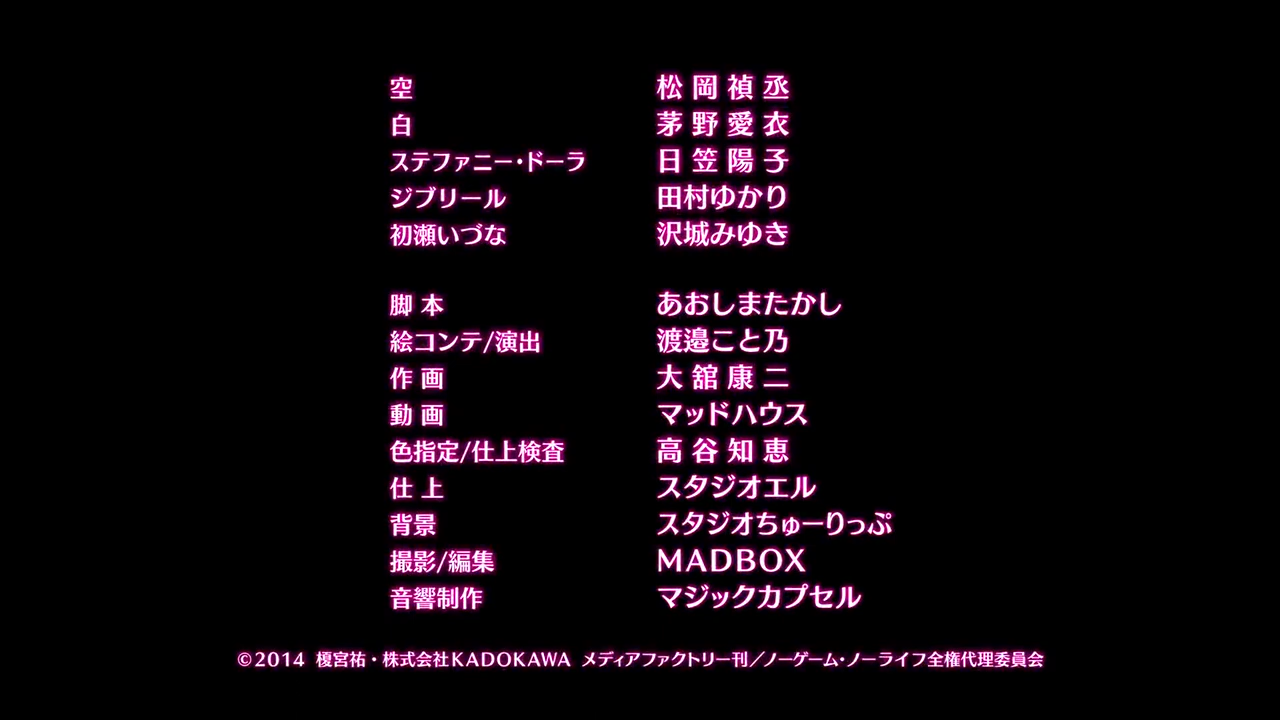 空 松岡禎丞
白 茅野愛衣
ステファニー・ドーラ 日笠陽子
ジブリール 田村ゆかり
初瀬いづな 沢城みゆき
脚本 あおしまたかし
絵コンテ/演出 渡邉こと乃
作画 大舘康二
動画 マッドハウス
色指定/仕上検査 高谷知恵
仕上 スタジオエル
背景 スタジオちゅーりっぷ
撮影/編集 MADBOX
音響制作 マジックカプセル
©2014 榎宮祐・株式会社KADOKAWA メディアファクトリー刊／ノーゲーム・ノーライフ全権代理委員会